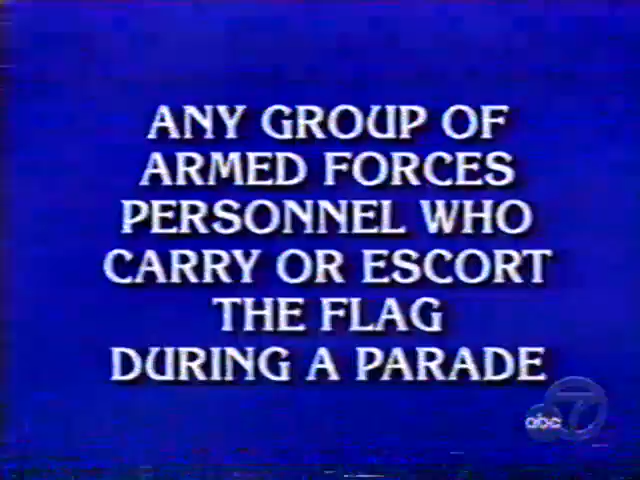 ANY GROUP OF
ARMED FORCES
PERSONNEL WHO
CARRY OR ESCORT
THE FLAG
DURING A PARADE
abc 7